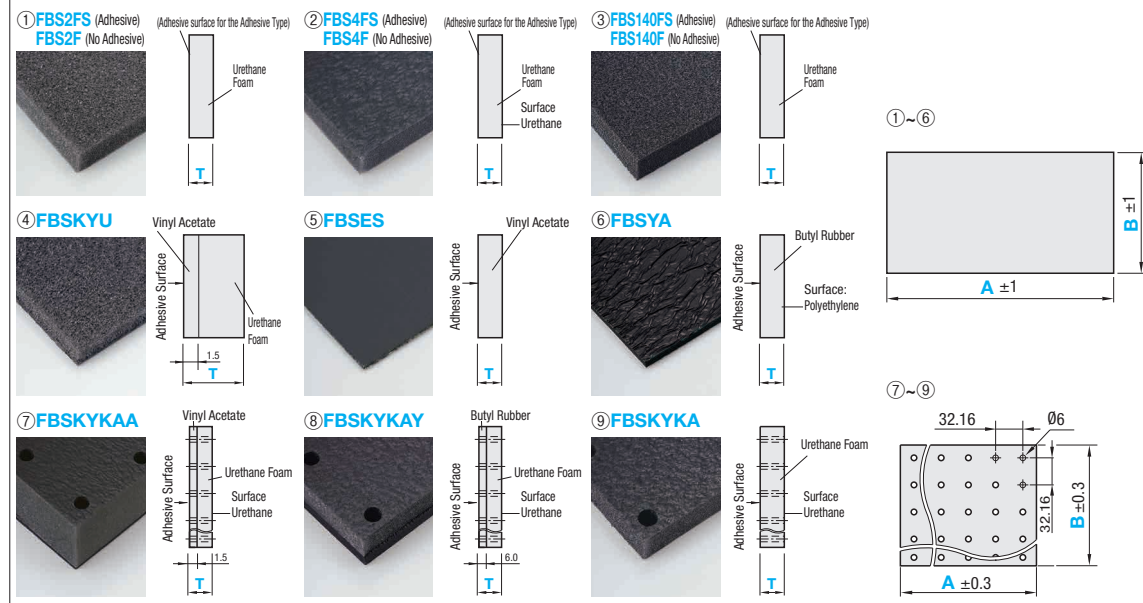 ①FBS2FS (Adhesive)
FBS2F (No Adhesive)
(Adhesive surface for the Adhesive Type)
Urethane
Foam
T
②FBS4FS (Adhesive)
FBS4F (No Adhesive)
(Adhesive surface for the Adhesive Type)
Urethane
Foam
Surface
Urethane
T
③FBS140FS (Adhesive)
FBS140F (No Adhesive)
(Adhesive surface for the Adhesive Type)
Urethane
Foam
T
①~⑥
B ±1
A ±1
④FBSKYU
Vinyl Acetate
Adhesive Surface
Urethane
Foam
1.5
T
⑤FBSES
Vinyl Acetate
Adhesive Surface
T
⑥FBSYA
Butyl Rubber
Adhesive Surface
Surface:
Polyethylene
T
⑦FBSKYKAA
Vinyl Acetate
Adhesive Surface
Urethane Foam
Surface
Urethane
1.5
T
⑧FBSKYKAY
Butyl Rubber
Adhesive Surface
Urethane Foam
Surface
Urethane
6.0
T
⑨FBSKYKA
Adhesive Surface
Urethane Foam
Surface
Urethane
T
⑦~⑨
32.16
Ø6
32.16
B ±0.3
A ±0.3